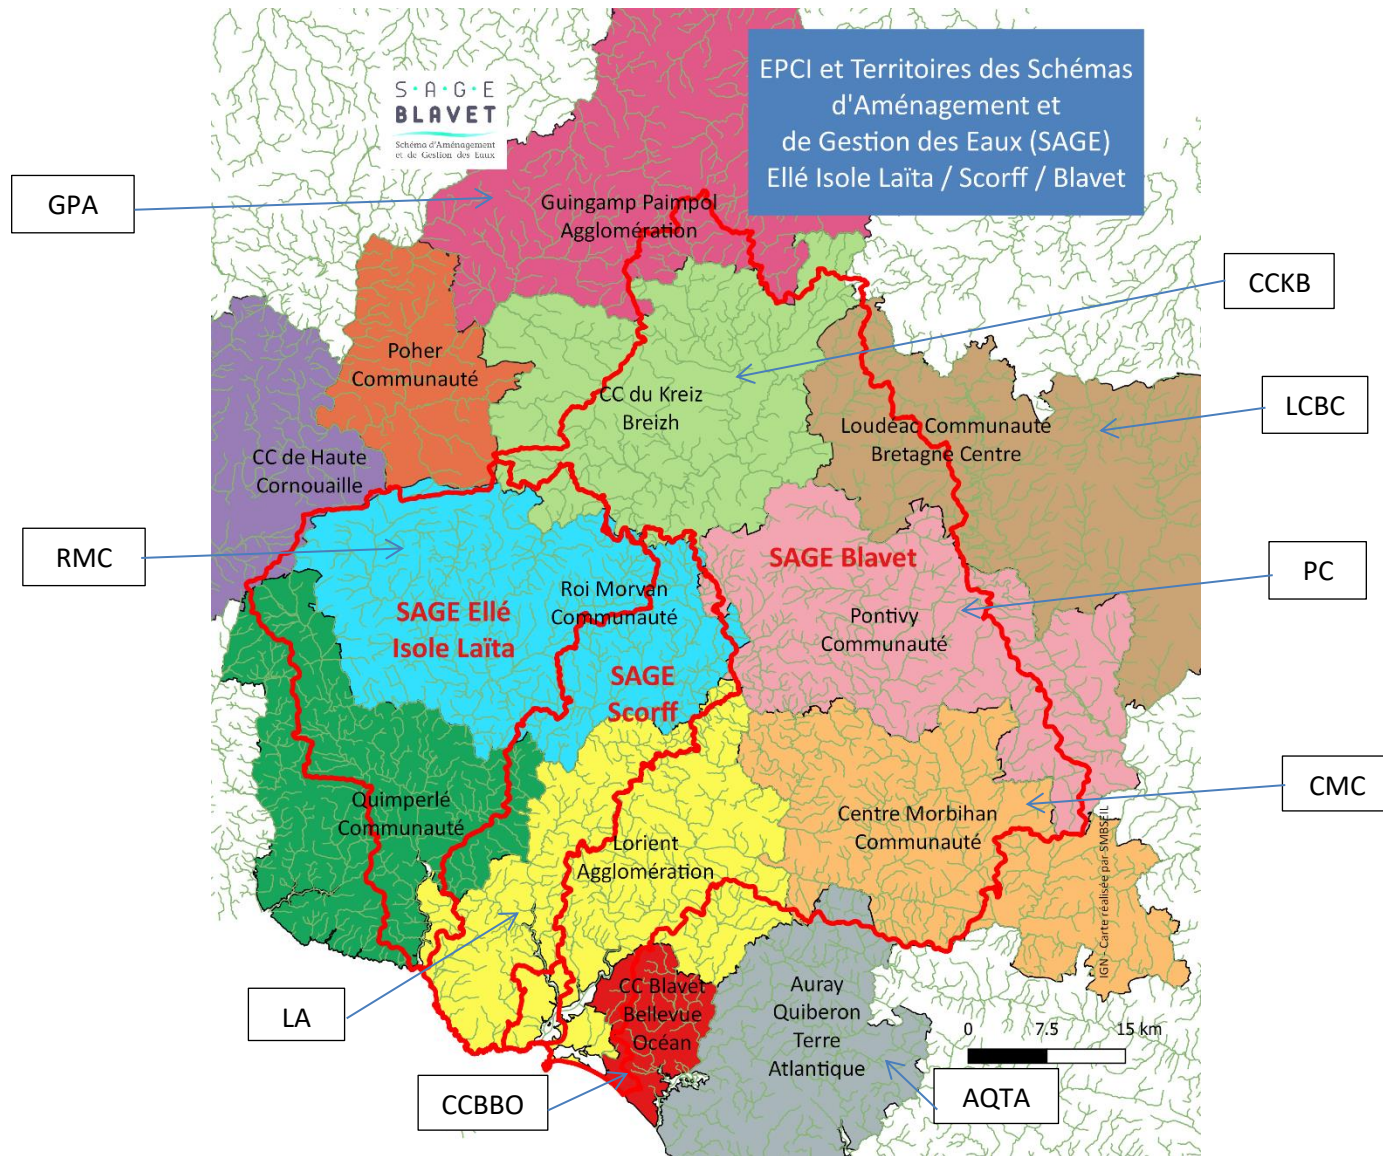 S·A·G·E
BLAVET
Schéma d'Aménagement
et de Gestion des Eaux
EPCI et Territoires des Schémas
d'Aménagement et
de Gestion des Eaux (SAGE)
Ellé Isole Laïta / Scorff / Blavet
GPA
Guingamp Paimpol
Agglomération
CCKB
Poher
Communauté
CC du Kreiz
Breizh
LCBC
Loudéac Communauté
Bretagne Centre
CC de Haute
Cornouaille
RMC
SAGE Blavet
PC
Roi Morvan
Communauté
SAGE Ellé
Isole Laïta
Pontivy
Communauté
SAGE
Scorff
CMC
Quimperlé
Communauté
Centre Morbihan
Communauté
Lorient
Agglomération
IGN - Carte réalisée par SMBSEIL
LA
CC Blavet
Bellevue
Océan
Auray
Quiberon
Terre
Atlantique
0 7.5 15 km
CCBBO
AQTA